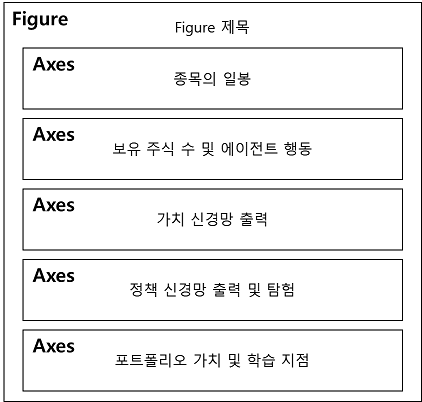 Figure
Figure 제목
Axes
종목의 일봉
Axes
보유 주식 수 및 에이전트 행동
Axes
가치 신경망 출력
Axes
정책 신경망 출력 및 탐험
Axes
포트폴리오 가치 및 학습 지점